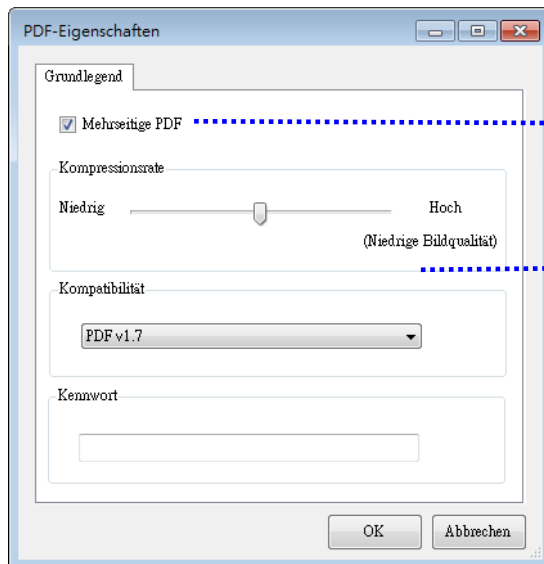 PDF-Eigenschaften
Grundlegend
Mehrseitige PDF
Kompressionsrate
Niedrig Hoch
(Niedrige Bildqualität)
Kompatibilität
PDF v1.7
Kennwort
OK Abbrechen